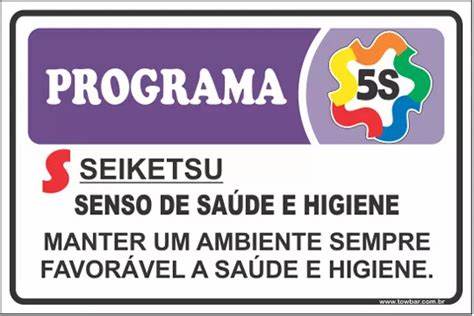 PROGRAMA
5S
S SEIKETSU
SENSO DE SAÚDE E HIGIENE
MANTER UM AMBIENTE SEMPRE
FAVORÁVEL A SAÚDE E HIGIENE.
www.towbar.com.br